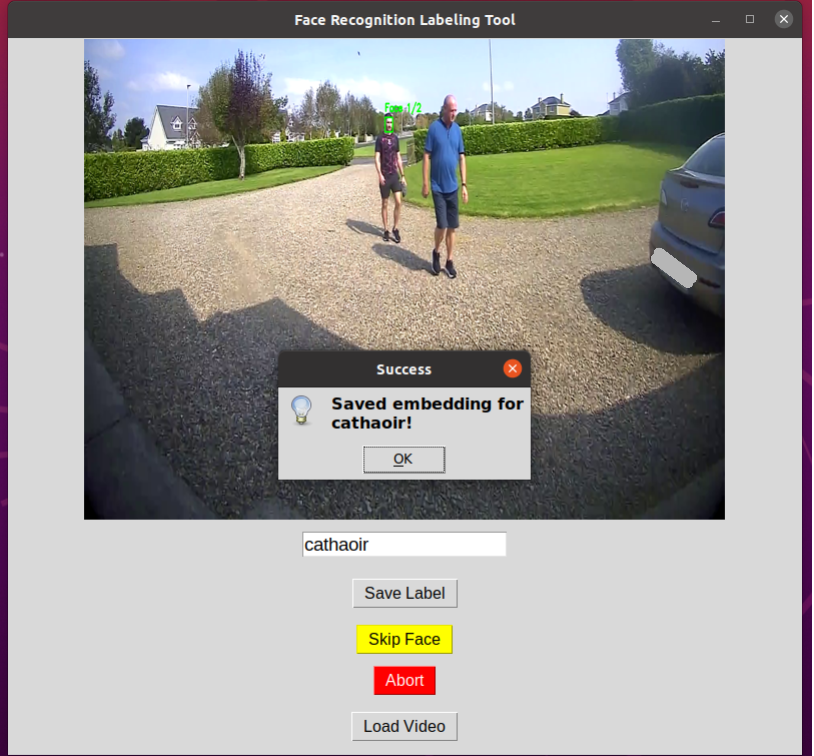 Face Recognition Labeling Tool
Face 1/2
Success
Saved embedding for
cathaoir!
OK
cathaoir
Save Label
Skip Face
Abort
Load Video